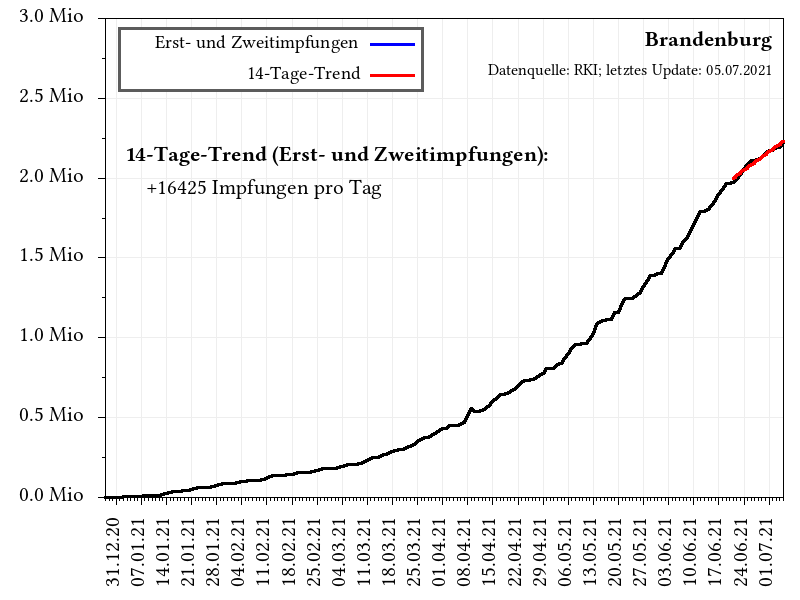 3.0 Mio
2.5 Mio
2.0 Mio
1.5 Mio
1.0 Mio
0.5 Mio
0.0 Mio
Erst- und Zweitimpfungen
14-Tage-Trend
Brandenburg
Datenquelle: RKI; letztes Update: 05.07.2021
14-Tage-Trend (Erst- und Zweitimpfungen):
+16425 Impfungen pro Tag
31.12.20
07.01.21
14.01.21
21.01.21
28.01.21
04.02.21
11.02.21
18.02.21
25.02.21
04.03.21
11.03.21
18.03.21
25.03.21
01.04.21
08.04.21
15.04.21
22.04.21
29.04.21
06.05.21
13.05.21
20.05.21
27.05.21
03.06.21
10.06.21
17.06.21
24.06.21
01.07.21